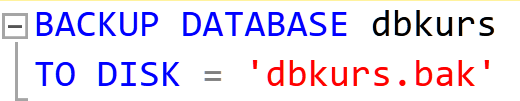 BACKUP DATABASE dbkurs
TO DISK = 'dbkurs.bak'